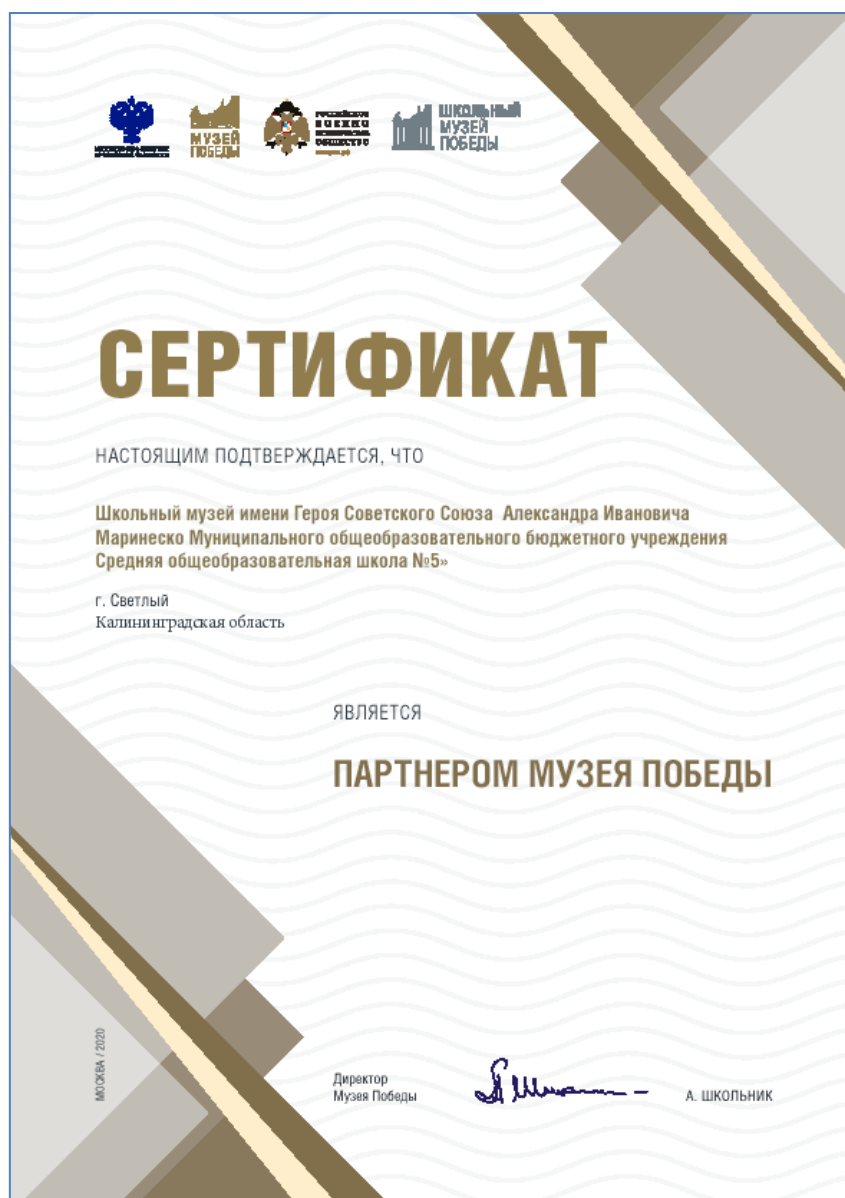 МУЗЕЙ
ПОБЕДЫ
ОБЩЕСТВО
ШКОЛЬНЫЙ
МУЗЕЙ
ПОБЕДЫ
СЕРТИФИКАТ
НАСТОЯЩИМ ПОДТВЕРЖДАЕТСЯ, ЧТО
Школьный музей имени Героя Советского Союза Александра Ивановича
Маринеско Муниципального общеобразовательного бюджетного учреждения
Средняя общеобразовательная школа №5»
г. Светлый
Калининградская область
ЯВЛЯЕТСЯ
ПАРТНЕРОМ МУЗЕЯ ПОБЕДЫ
МОСКВА / 2020
Директор
Музея Победы
А. ШКОЛЬНИК